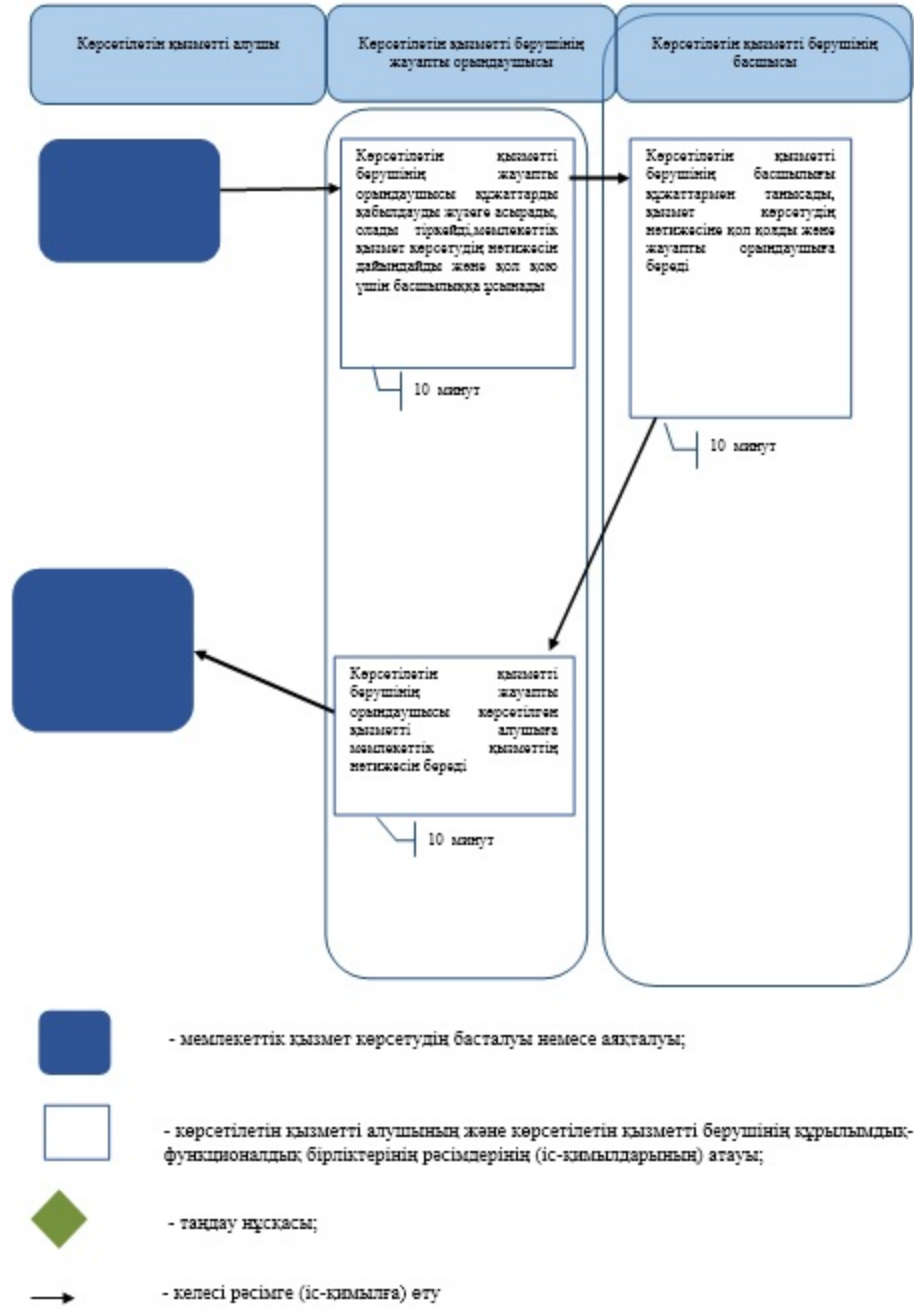 Көрсетілетін қызметті алушы
Көрсетілетін қызметті берушінің
жауапты орындаушысы
Көрсетілетін қызметті берушінің
басшысы
Көрсетілетін қызметті
берушінің жауапты
орындаушысы құжаттарды
қабылдауды жүзеге асырады,
оларды тіркейді,мемлекеттік
қызмет көрсетудің нәтижесін
дайындайды және қол қою
үшін басшылыққа ұсынады
10 минут
Көрсетілетін қызметті
берушінің басшылығы
құжаттармен танысады,
қызмет көрсетудің
нәтижесіне қол қояды және
жауапты орындаушыға
береді
10 минут
Көрсетілетін қызметті
берушінің жауапты
орындаушысы көрсетілген
қызметті алушыға
мемлекеттік қызметтің
нәтижесін береді
10 минут
- мемлекеттік қызмет көрсетудің басталуы немесе аяқталуы;
- көрсетілетін қызметті алушының және көрсетілетін қызметті берушінің құрылымдық-
функционалдық бірліктерінің рәсімдерінің (іс-қимылдарының) атауы;
- таңдау нұсқасы;
- келесі рәсімге (іс-қимылға) өту